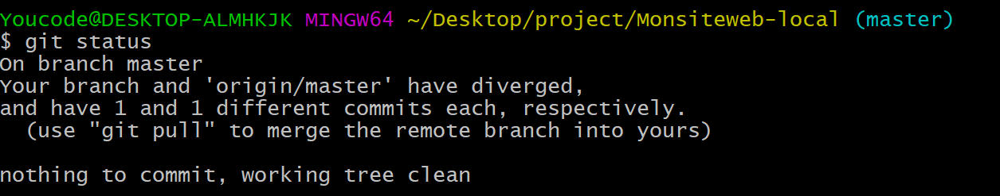 Youcode@DESKTOP-ALMHKJK MINGW64 ~/Desktop/project/Monsiteweb-local (master)
$ git status
On branch master
Your branch and 'origin/master' have diverged,
and have 1 and 1 different commits each, respectively.
  (use "git pull" to merge the remote branch into yours)
nothing to commit, working tree clean